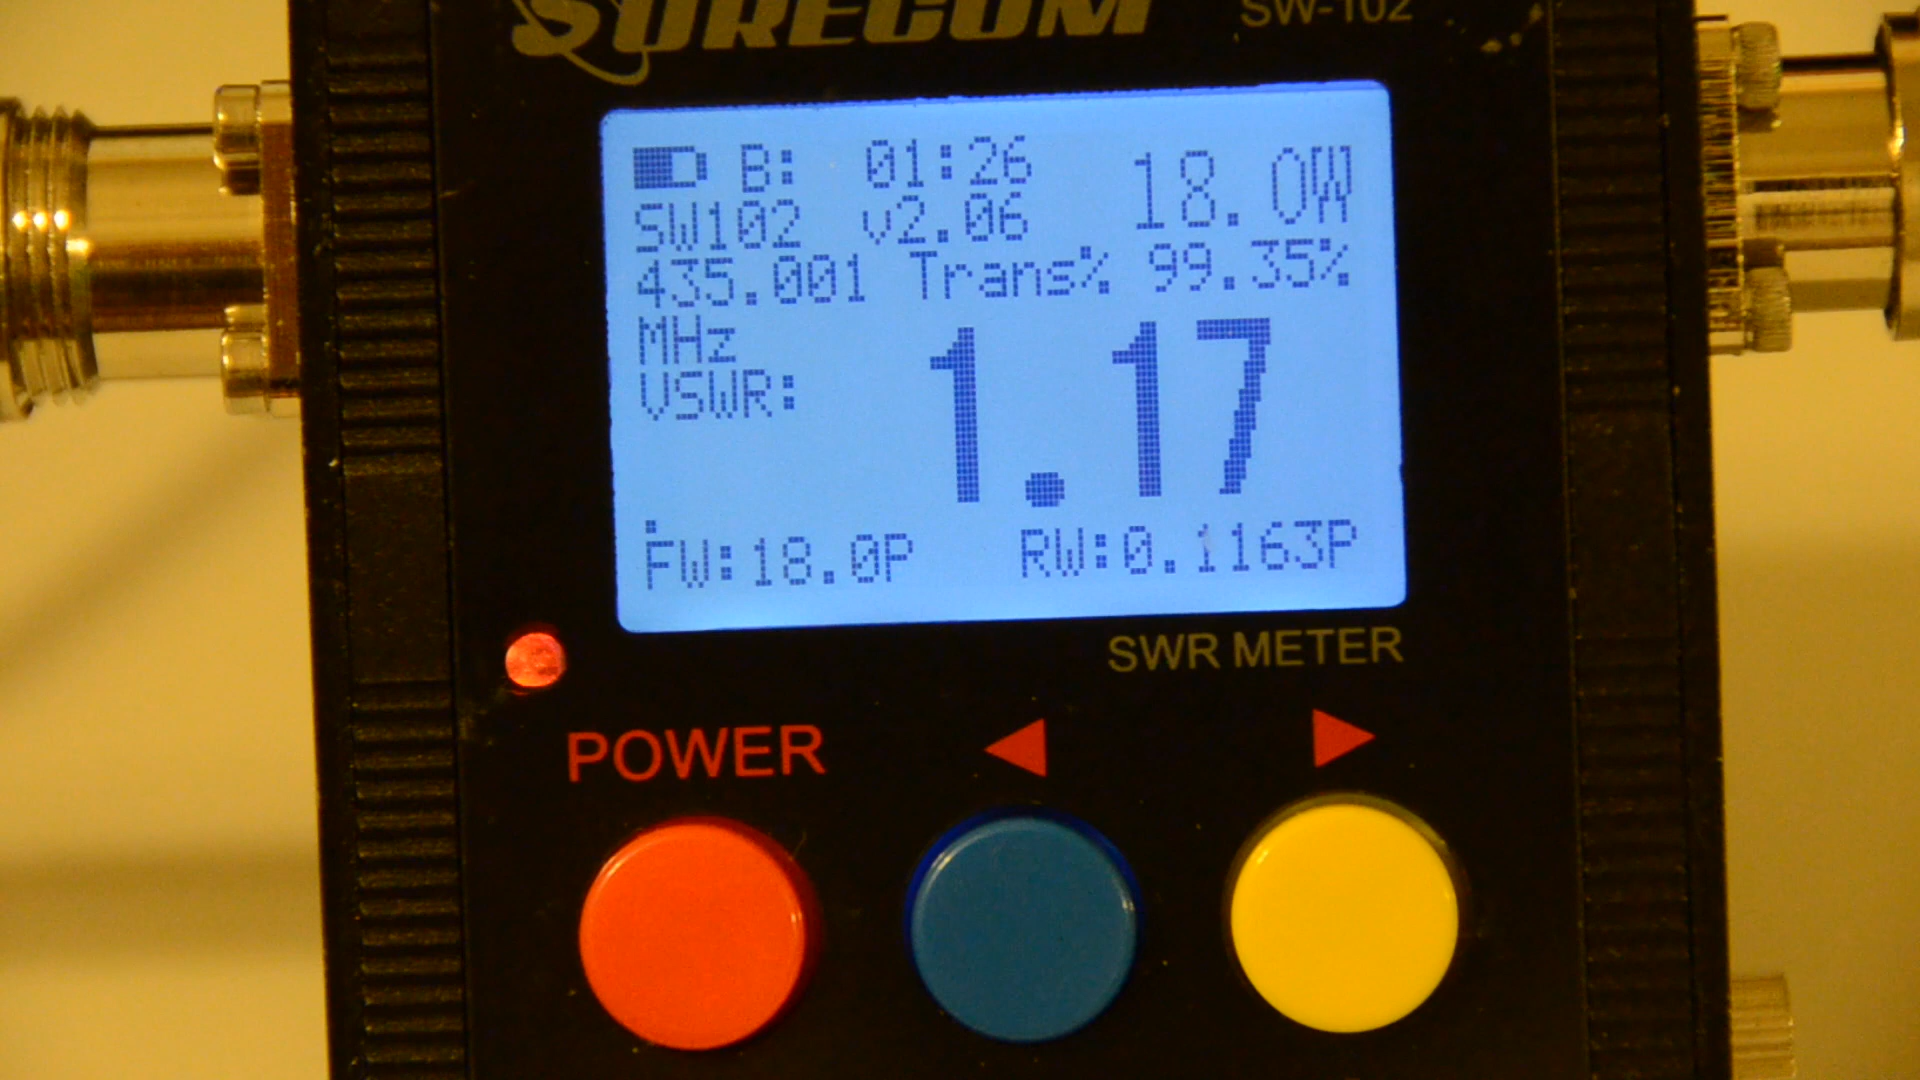 SURECOM SW-102
B: 01:26 18.0W
SW102 v2.06
435.001 Trans% 99.35%
MHz
VSWR: 1.17
FW:18.0P RW:0.1163P
SWR METER
POWER